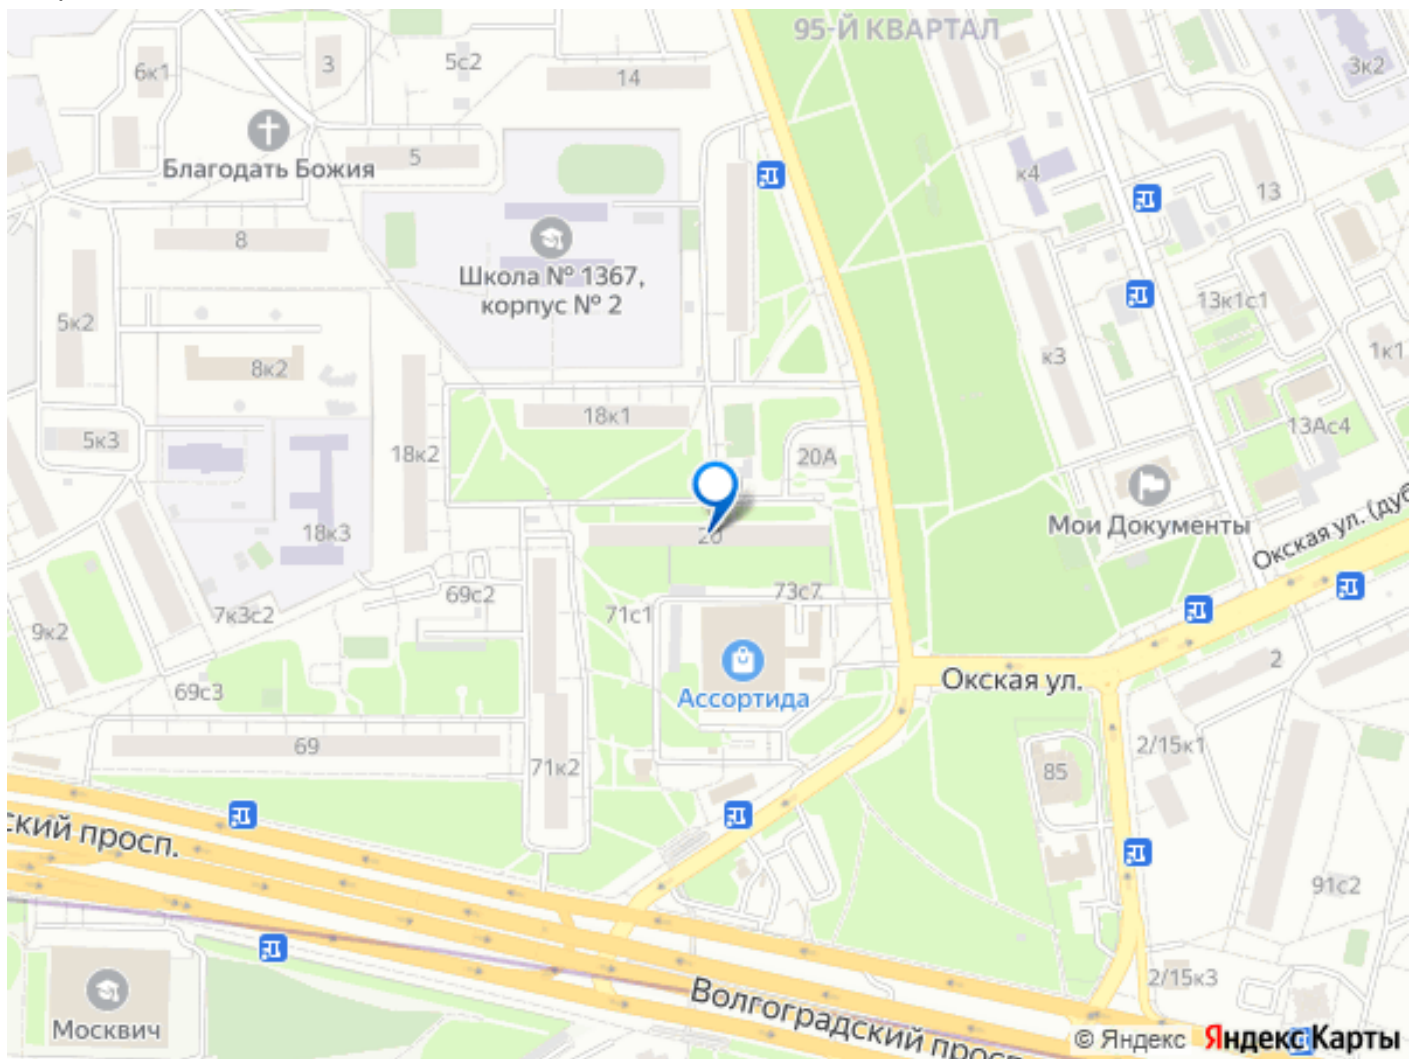 95-Й КВАРТАЛ
6к1
3
5с2
14
3к2
Благодать Божия
5
к4
13
8
Школа № 1367,
корпус № 2
5к2
13к1с1
8к2
к3
1к1
18к1
5к3
18к2
20А
13Ас4
Мои Документы
18к3
20
Окская ул. (дуб
69с2
73с7
7к3с2
71с1
9к2
2
69с3
Ассортида
Окская ул.
69
71к2
2/15к1
85
ский просп.
91с2
2/15к3
Москвич
Волгоградский просп.
© Яндекс Яндекс Карты